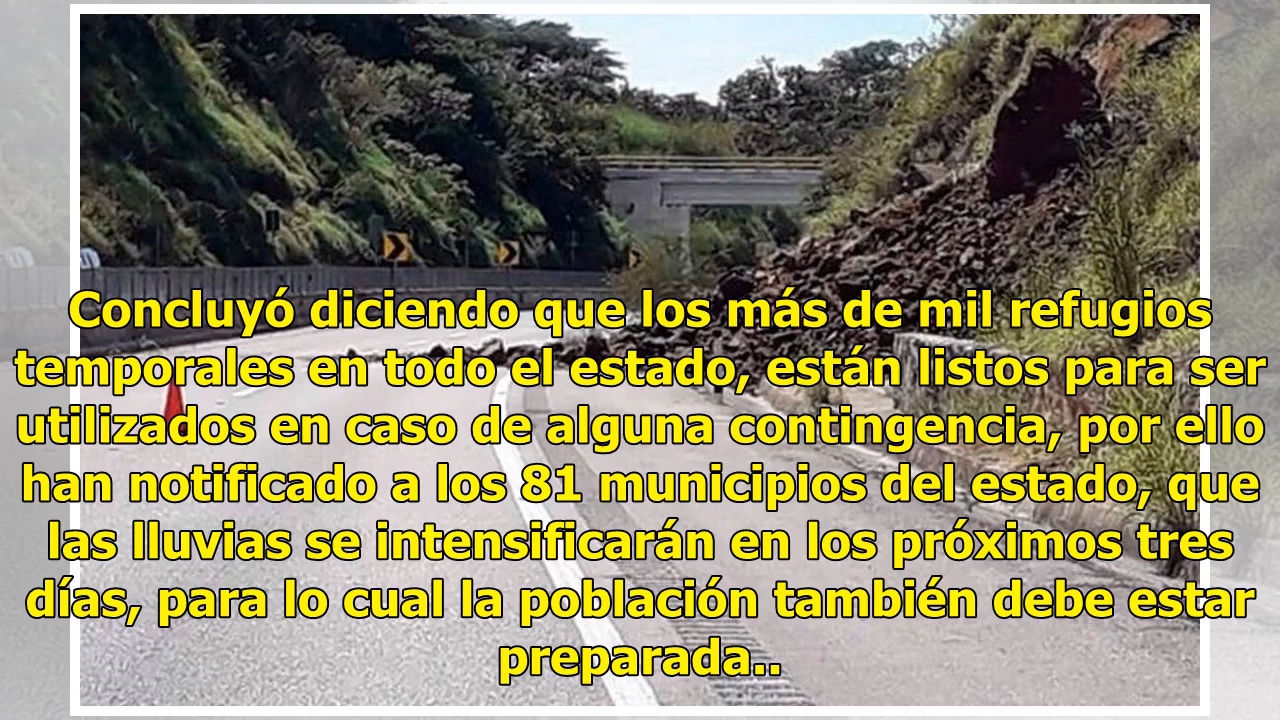 Concluyó diciendo que los más de mil refugios
temporales en todo el estado, están listos para ser
utilizados en caso de alguna contingencia, por ello
han notificado a los 81 municipios del estado, que
las lluvias se intensificarán en los próximos tres
días, para lo cual la población también debe estar
preparada..